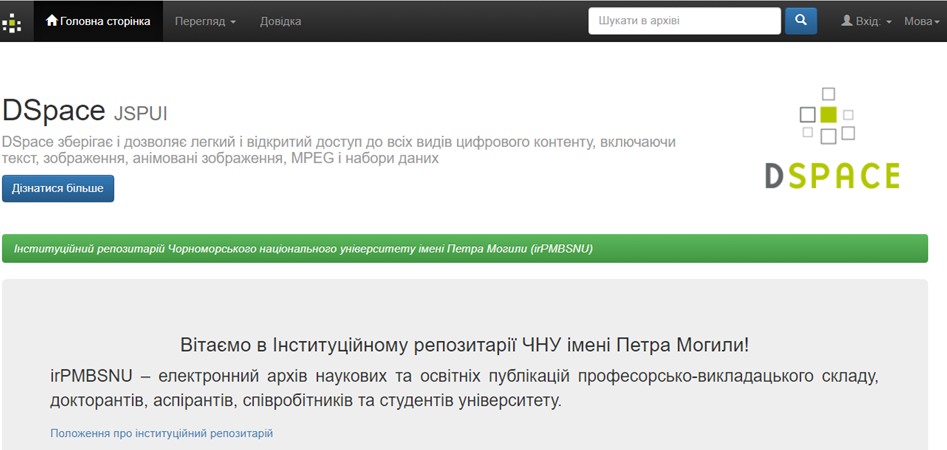 Головна сторінка Перегляд Довідка Шукати в архіві Вхід: Мова
DSpace JSPUI
DSpace зберігає і дозволяє легкий і відкритий доступ до всіх видів цифрового контенту, включаючи
текст, зображення, анімовані зображення, MPEG і набори даних
Дізнатися більше
DSPACE
Інституційний репозитарій Чорноморського національного університету імені Петра Могили (irPMBSNU)
Вітаємо в Інституційному репозитарії ЧНУ імені Петра Могили!
irPMBSNU – електронний архів наукових та освітніх публікацій професорсько-викладацького складу,
докторантів, аспірантів, співробітників та студентів університету.
Положення про інституційний репозитарій